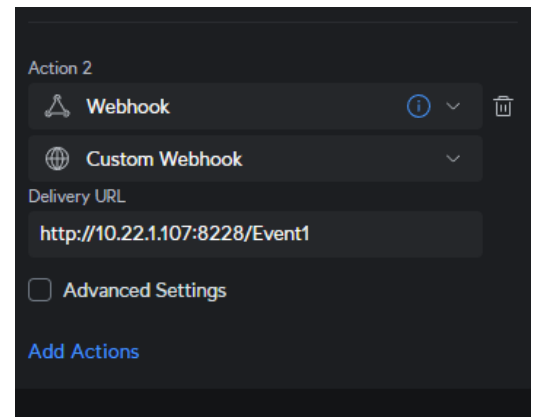 Action 2
Webhook
Custom Webhook
Delivery URL
http://10.22.1.107:8228/Event1
Advanced Settings
Add Actions